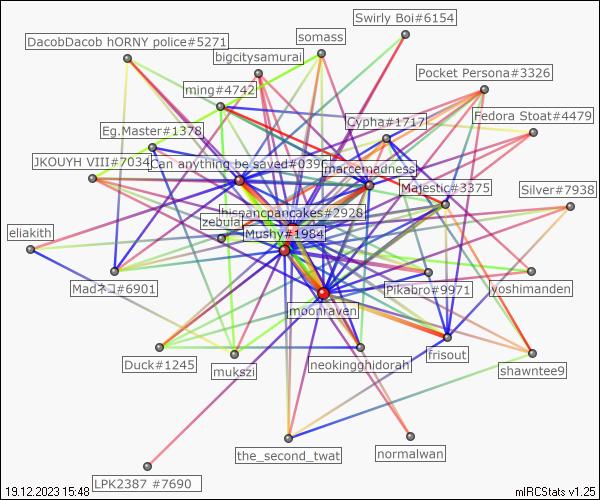 Swirly Boi#6154
somass
DacobDacob hORNY police#5271
bigcitysamurai
Pocket Persona#3326
ming#4742
Fedora Stoat#4479
Cypha#1717
Eg.Master#1378
JKOUYH VIII#7034
Can anything be saved#0396
marcemadness
Majestic#3375
Silver#7938
hispancpancakes#2928
zebula
Mushy#1984
eliakith
Madネコ#6901
Pikabro#9971
yoshimanden
moonraven
frisout
Duck#1245
mukszi
neokingghidorah
shawntee9
the_second_twat
normalwan
LPK2387 #7690
19.12.2023 15:48
mIRCStats v1.25